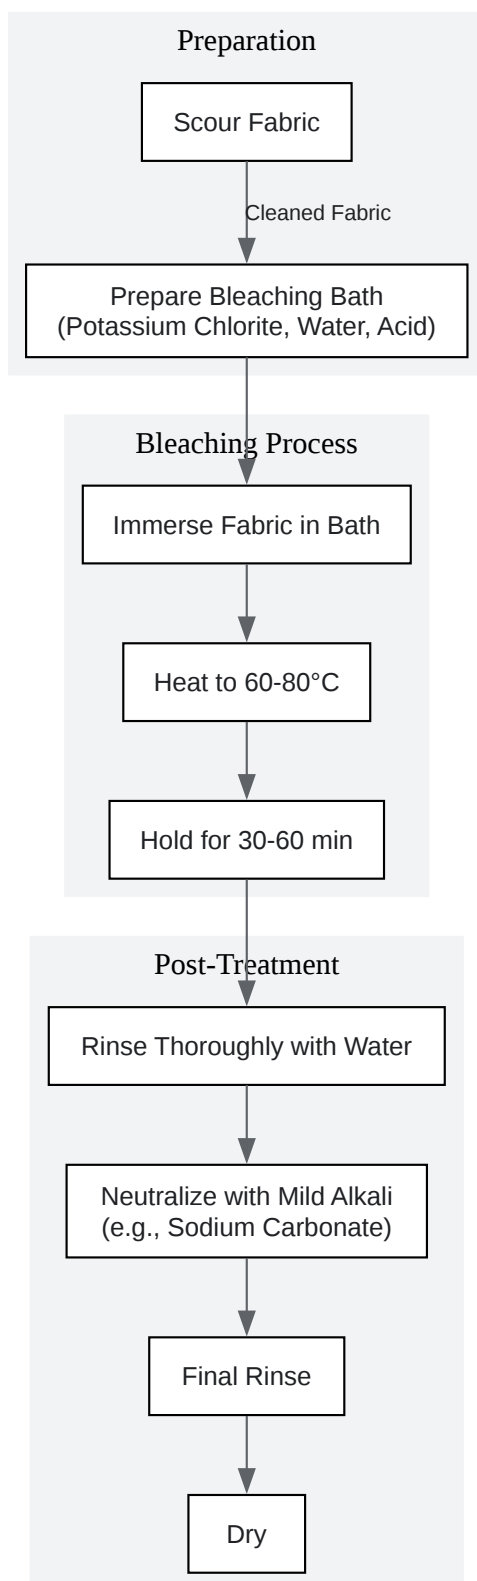 Preparation
Scour Fabric
Cleaned Fabric
Prepare Bleaching Bath
(Potassium Chlorite, Water, Acid)
Bleaching Process
Immerse Fabric in Bath
Heat to 60-80°C
Hold for 30-60 min
Post-Treatment
Rinse Thoroughly with Water
Neutralize with Mild Alkali
(e.g., Sodium Carbonate)
Final Rinse
Dry